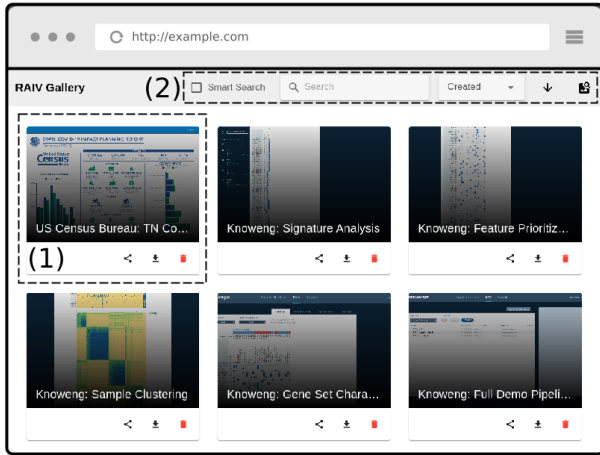 http://example.com
RAIV Gallery
(2)
Smart Search
Search
Created
Census
US Census Bureau: TN Co...
Knoweng: Signature Analysis
Knoweng: Feature Prioritiz...
(1)
Knoweng: Sample Clustering
Knoweng: Gene Set Chara...
Knoweng: Full Demo Pipeli...